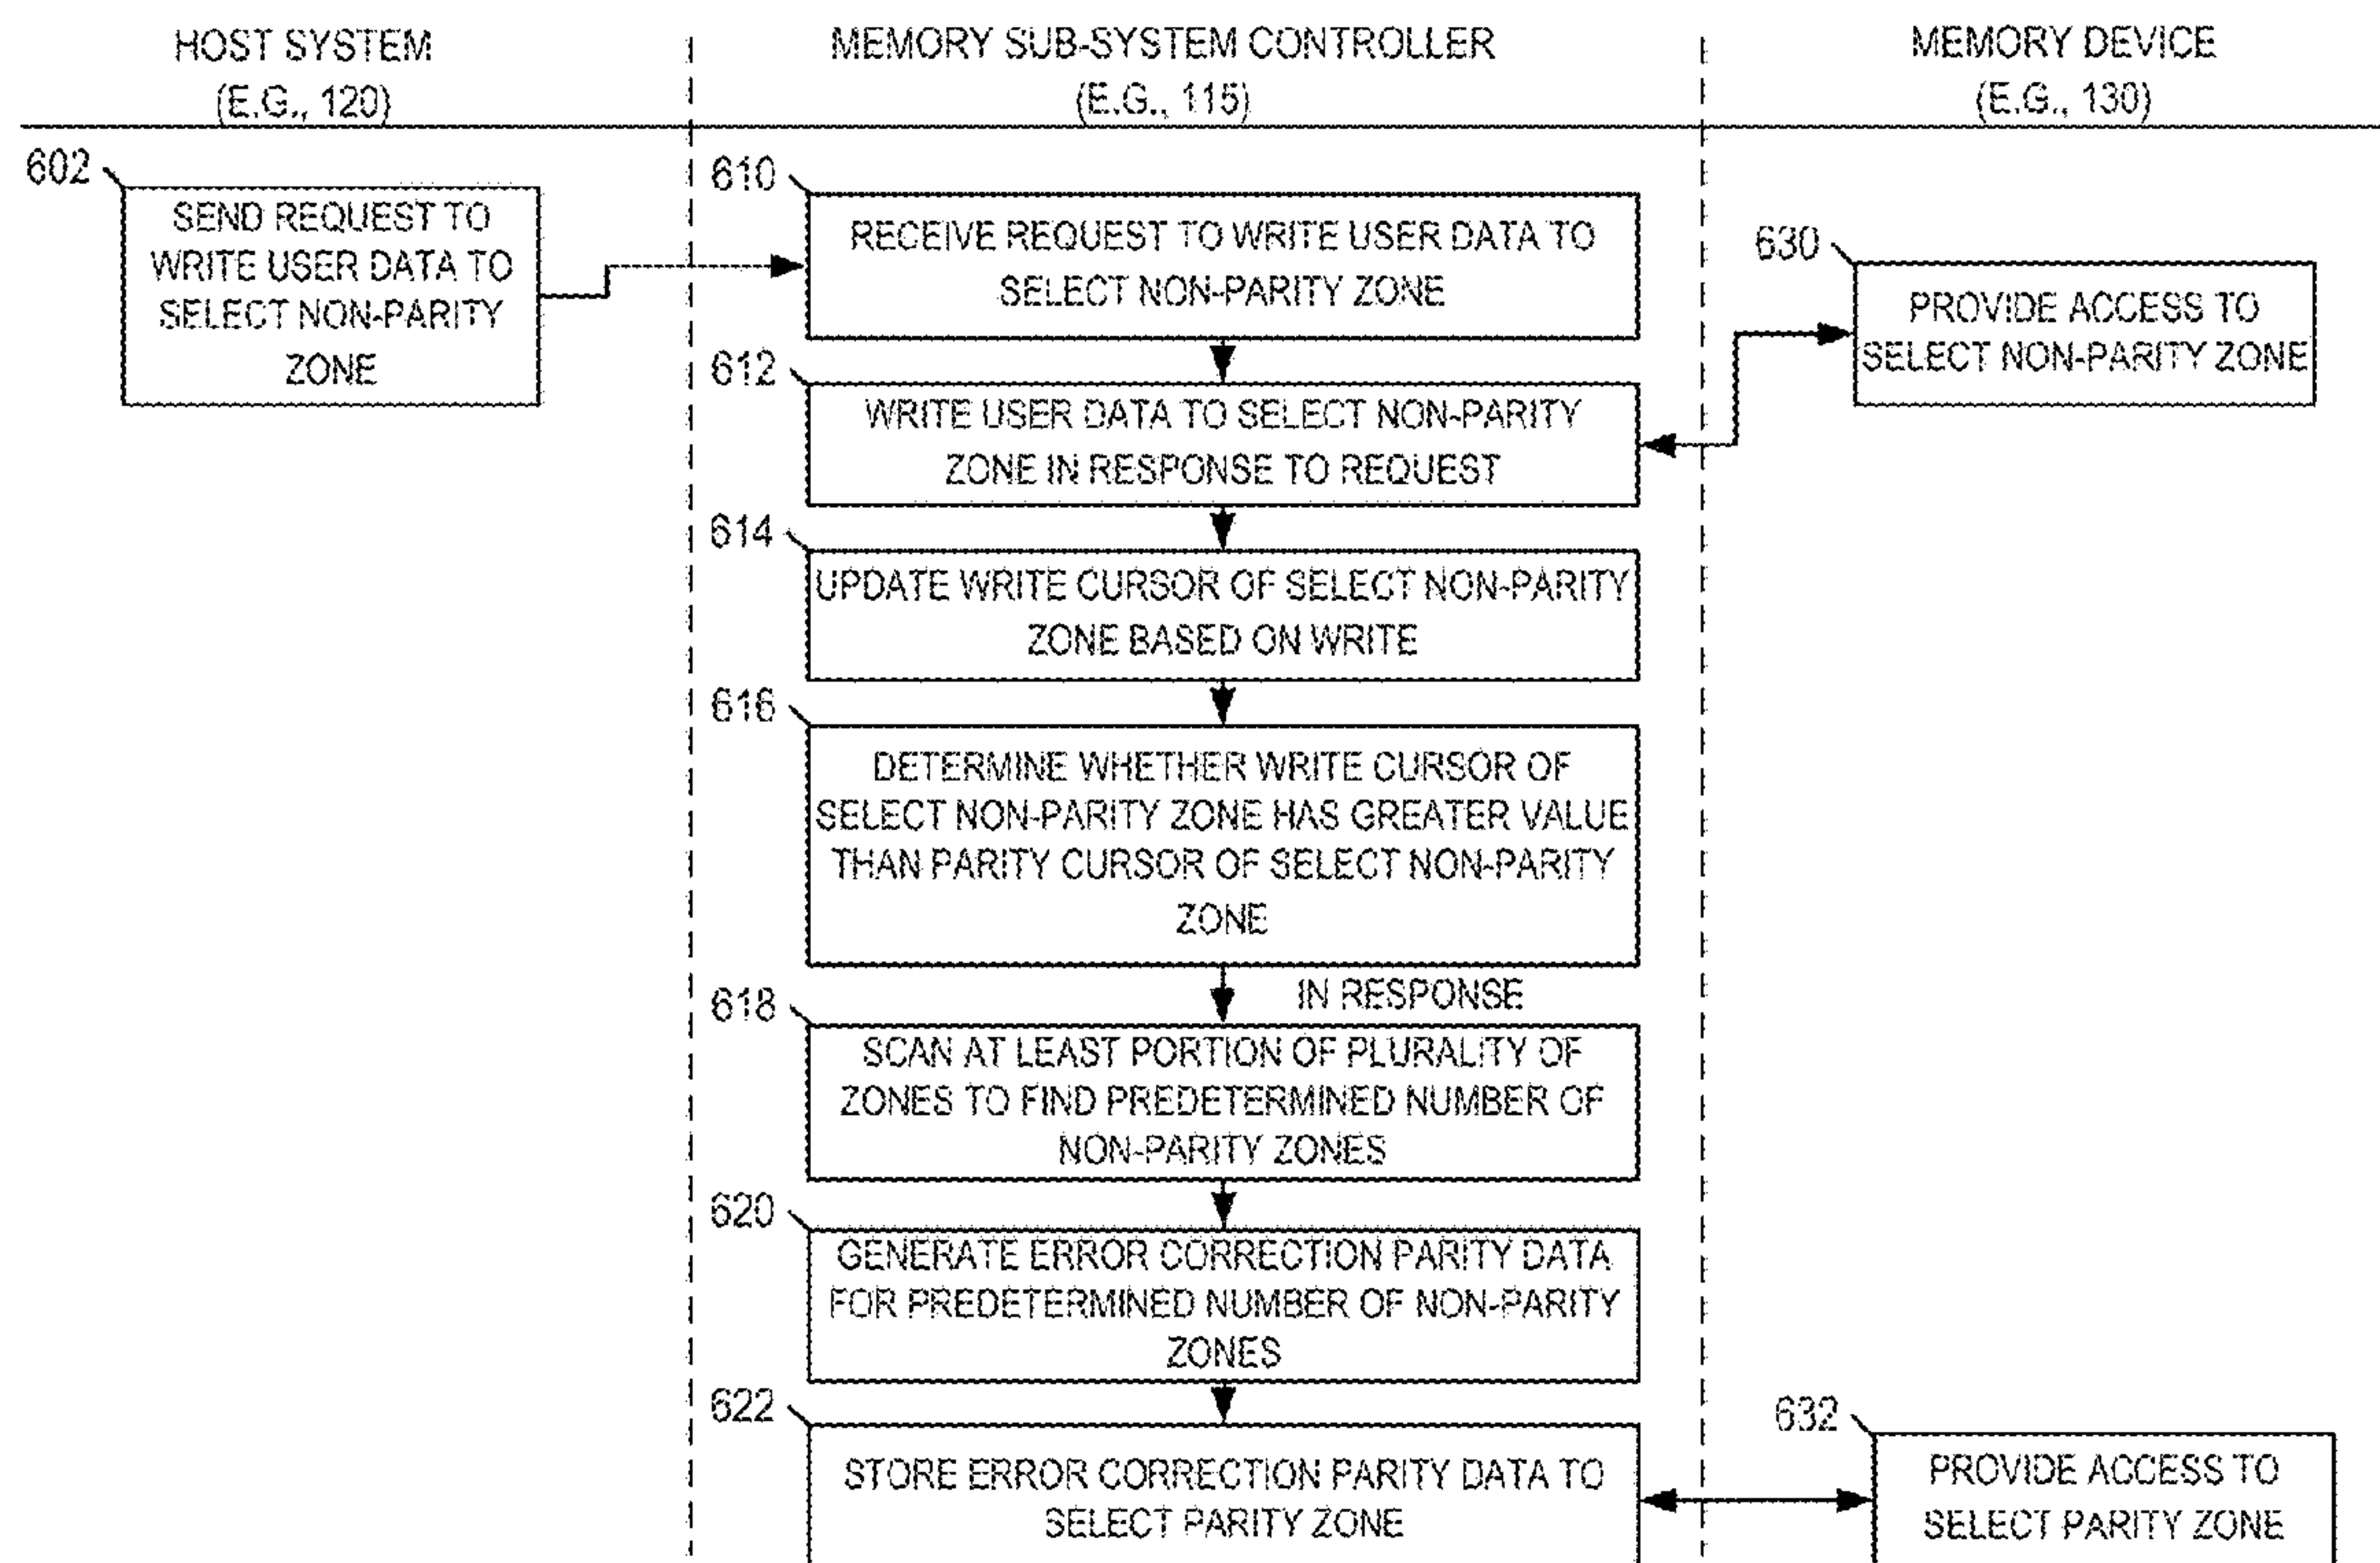 HOST SYSTEM
(E.G., 120)
MEMORY SUB-SYSTEM CONTROLLER
(E.G., 115)
MEMORY DEVICE
(E.G., 130)
602
SEND REQUEST TO
WRITE USER DATA TO
SELECT NON-PARITY
ZONE
610
RECEIVE REQUEST TO WRITE USER DATA TO
SELECT NON-PARITY ZONE
630
PROVIDE ACCESS TO
SELECT NON-PARITY ZONE
612
WRITE USER DATA TO SELECT NON-PARITY
ZONE IN RESPONSE TO REQUEST
614
UPDATE WRITE CURSOR OF SELECT NON-PARITY
ZONE BASED ON WRITE
616
DETERMINE WHETHER WRITE CURSOR OF
SELECT NON-PARITY ZONE HAS GREATER VALUE
THAN PARITY CURSOR OF SELECT NON-PARITY
ZONE
IN RESPONSE
618
SCAN AT LEAST PORTION OF PLURALITY OF
ZONES TO FIND PREDETERMINED NUMBER OF
NON-PARITY ZONES
620
GENERATE ERROR CORRECTION PARITY DATA
FOR PREDETERMINED NUMBER OF NON-PARITY
ZONES
622
STORE ERROR CORRECTION PARITY DATA TO
SELECT PARITY ZONE
632
PROVIDE ACCESS TO
SELECT PARITY ZONE